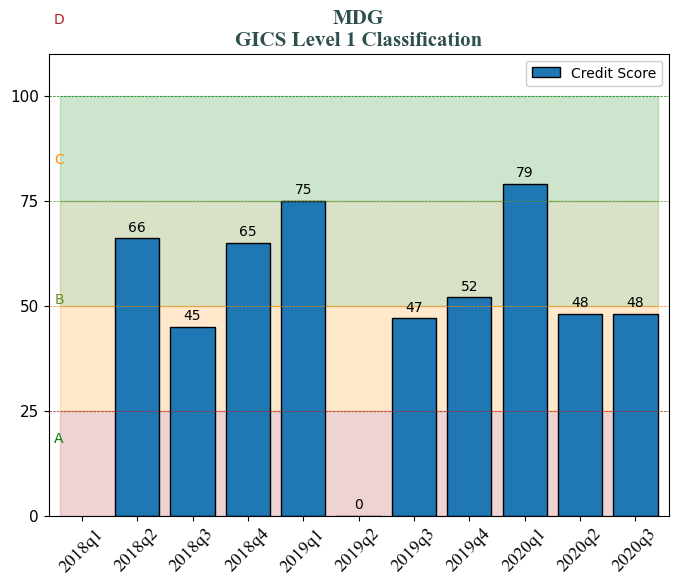 D
MDG
GICS Level 1 Classification
Credit Score
100
C
79
75
75
66
65
B
50
52
48
48
47
45
25
A
0
0
2018q1
2018q2
2018q3
2018q4
2019q1
2019q2
2019q3
2019q4
2020q1
2020q2
2020q3